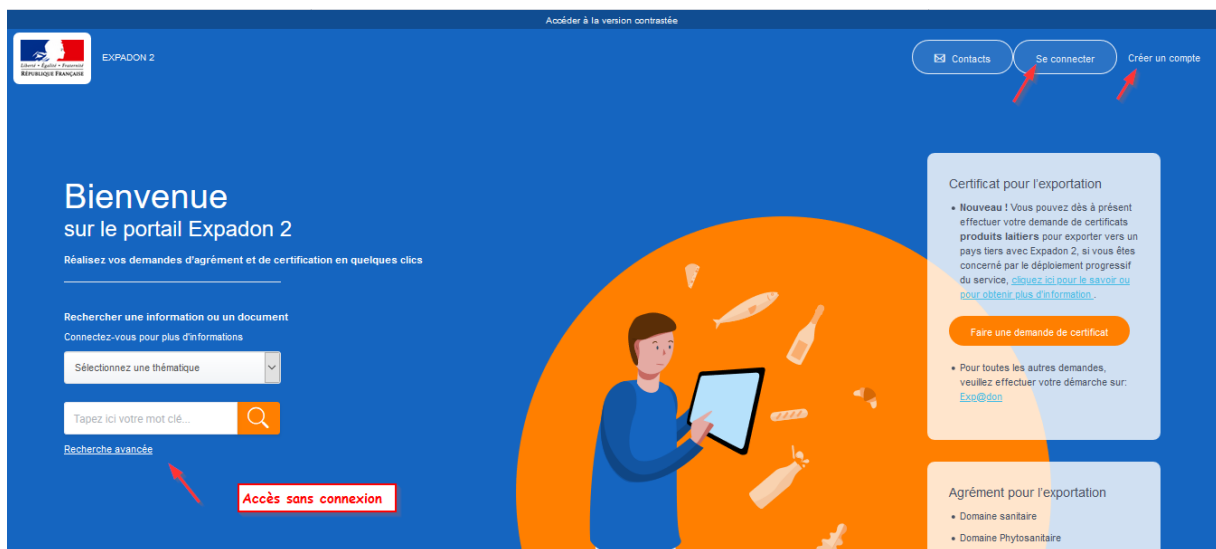 Accéder à la version contrastée
Liberté • Égalité • Fraternité
RÉPUBLIQUE FRANÇAISE
EXPADON 2
Contacts
Se connecter
Créer un compte
Bienvenue
sur le portail Expadon 2
Réalisez vos demandes d'agrément et de certification en quelques clics
Rechercher une information ou un document
Connectez-vous pour plus d'informations
Sélectionnez une thématique
Tapez ici votre mot clé...
Recherche avancée
Accès sans connexion
Certificat pour l'exportation
• Nouveau ! Vous pouvez dès à présent
effectuer votre demande de certificats
produits laitiers pour exporter vers un
pays tiers avec Expadon 2, si vous êtes
concerné par le déploiement progressif
du service, cliquez ici pour le savoir ou
pour obtenir plus d'information .
Faire une demande de certificat
• Pour toutes les autres demandes,
veuillez effectuer votre démarche sur:
Exp@don
Agrément pour l'exportation
• Domaine sanitaire
• Domaine Phytosanitaire